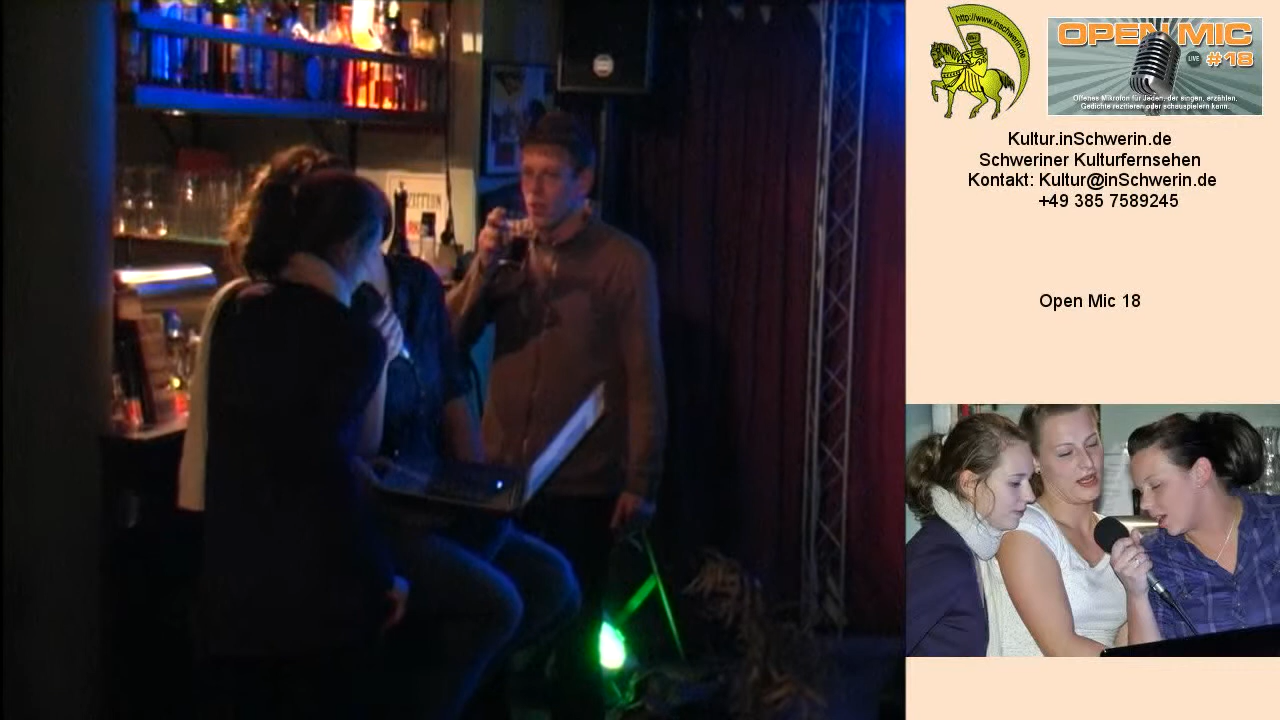 http://www.inschwerin.de
OPEN MIC
LIVE #18
Offenes Mikrofon für Jeden, der singen, erzählen,
Gedichte rezitieren oder schauspielern kann.
Kultur.inSchwerin.de
Schweriner Kulturfernsehen
Kontakt: Kultur@inSchwerin.de
+49 385 7589245
Open Mic 18